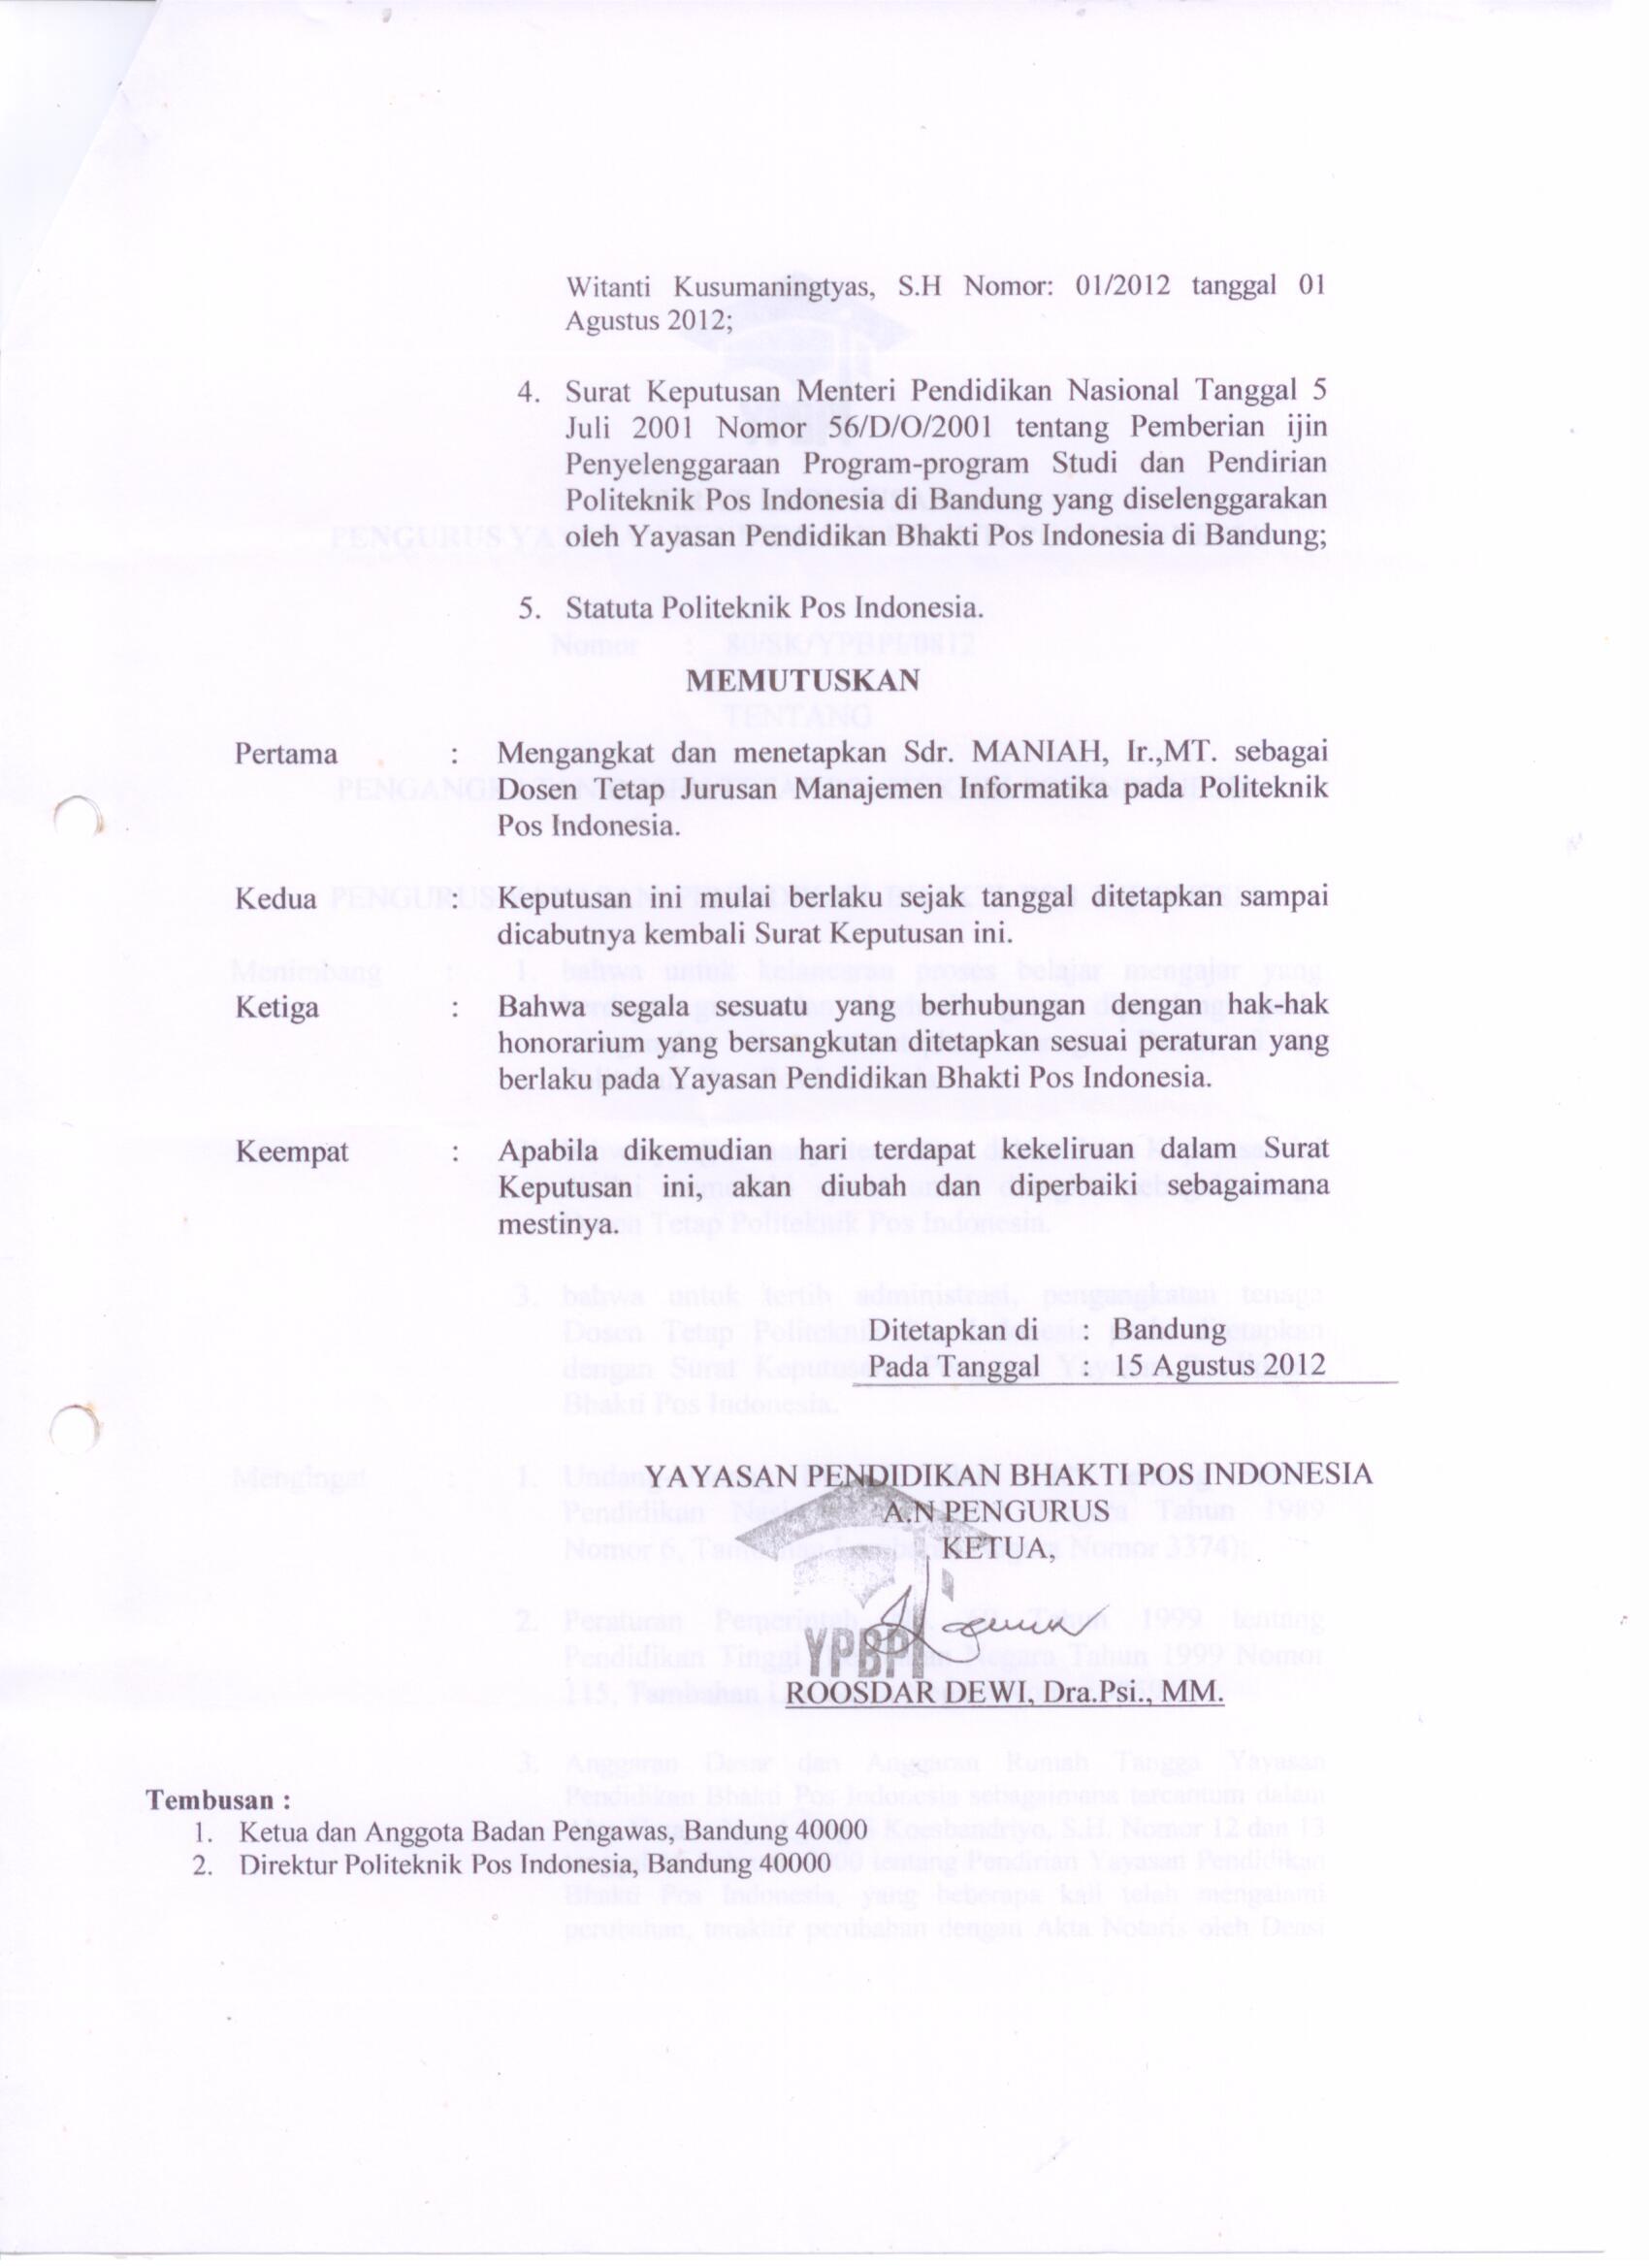 Witanti Kusumaningtyas, S.H Nomor: 01/2012 tanggal 01
Agustus 2012;
4. Surat Keputusan Menteri Pendidikan Nasional Tanggal 5
Juli 2001 Nomor 56/D/O/2001 tentang Pemberian ijin
Penyelenggaraan Program-program Studi dan Pendirian
Politeknik Pos Indonesia di Bandung yang diselenggarakan
oleh Yayasan Pendidikan Bhakti Pos Indonesia di Bandung;
5. Statuta Politeknik Pos Indonesia.
MEMUTUSKAN
Pertama : Mengangkat dan menetapkan Sdr. MANIAH, Ir.,MT. sebagai
Dosen Tetap Jurusan Manajemen Informatika pada Politeknik
Pos Indonesia.
Kedua : Keputusan ini mulai berlaku sejak tanggal ditetapkan sampai
dicabutnya kembali Surat Keputusan ini.
Ketiga : Bahwa segala sesuatu yang berhubungan dengan hak-hak
honorarium yang bersangkutan ditetapkan sesuai peraturan yang
berlaku pada Yayasan Pendidikan Bhakti Pos Indonesia.
Keempat : Apabila dikemudian hari terdapat kekeliruan dalam Surat
Keputusan ini, akan diubah dan diperbaiki sebagaimana
mestinya.
Ditetapkan di : Bandung
Pada Tanggal : 15 Agustus 2012
YAYASAN PENDIDIKAN BHAKTI POS INDONESIA
A.N PENGURUS
KETUA,
YPBPI
ROOSDAR DEWI, Dra.Psi., MM.
Tembusan :
1. Ketua dan Anggota Badan Pengawas, Bandung 40000
2. Direktur Politeknik Pos Indonesia, Bandung 40000